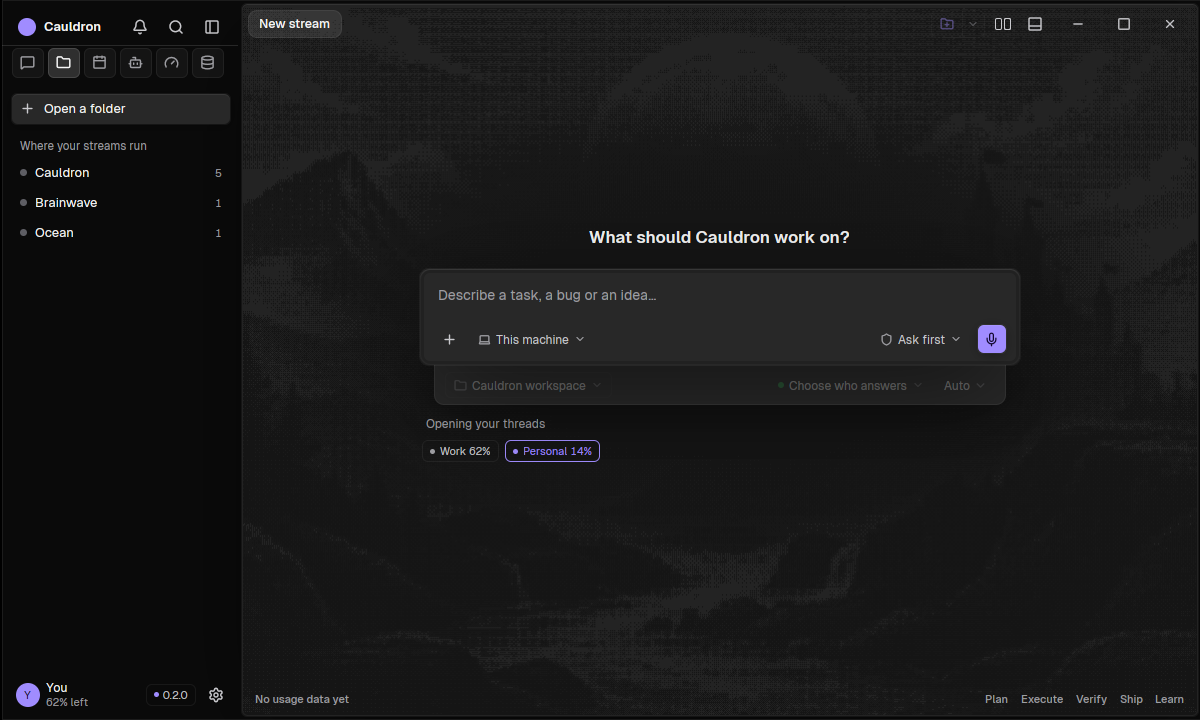 Cauldron
New stream
Open a folder
Where your streams run
Cauldron 5
Brainwave 1
Ocean 1
What should Cauldron work on?
Describe a task, a bug or an idea...
This machine
Ask first
Cauldron workspace
Choose who answers
Auto
Opening your threads
Work 62%
Personal 14%
Y
You
62% left
0.2.0
No usage data yet
Plan
Execute
Verify
Ship
Learn